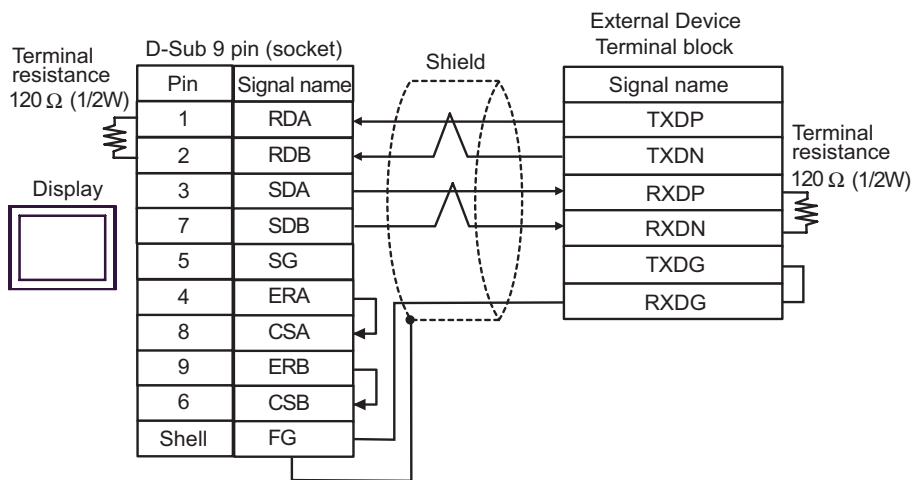 External Device
Terminal block
D-Sub 9 pin (socket)
Shield
Terminal
resistance
120 Ω (1/2W)
Pin Signal name
1 RDA
2 RDB
3 SDA
7 SDB
5 SG
4 ERA
8 CSA
9 ERB
6 CSB
Shell FG
Display
Signal name
TXDP
TXDN
RXDP
RXDN
TXDG
RXDG
Terminal
resistance
120 Ω (1/2W)